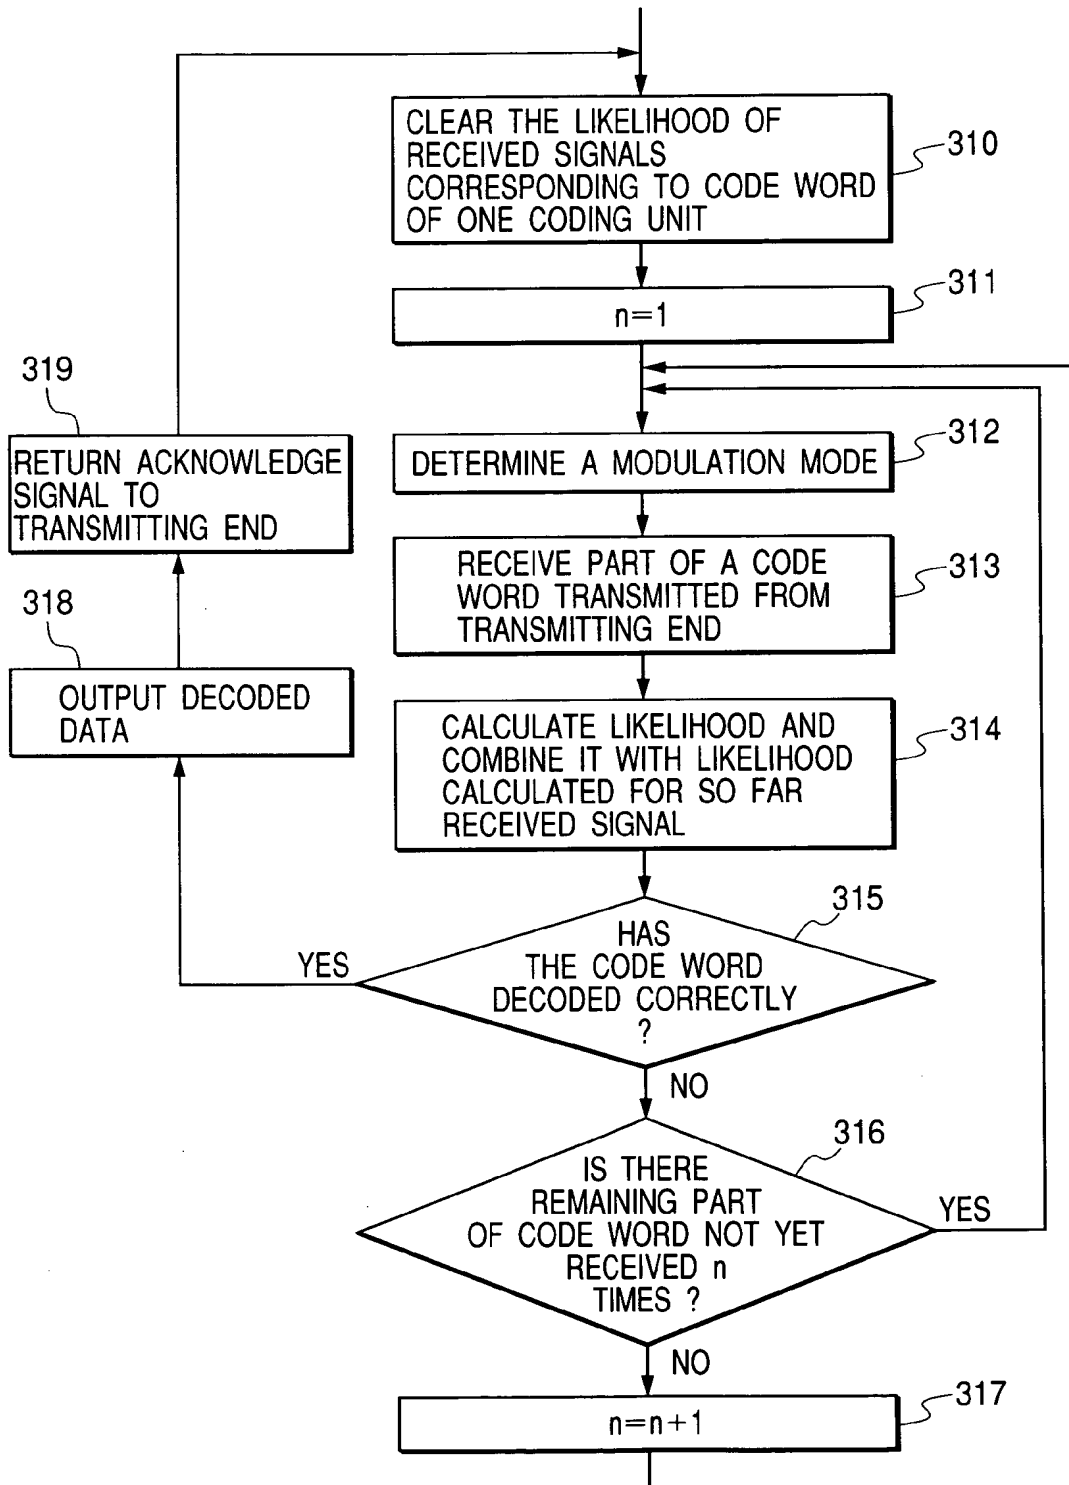 CLEAR THE LIKELIHOOD OF
RECEIVED SIGNALS
CORRESPONDING TO CODE WORD
OF ONE CODING UNIT
310
n=1
311
DETERMINE A MODULATION MODE
312
RECEIVE PART OF A CODE
WORD TRANSMITTED FROM
TRANSMITTING END
313
CALCULATE LIKELIHOOD AND
COMBINE IT WITH LIKELIHOOD
CALCULATED FOR SO FAR
RECEIVED SIGNAL
314
HAS
THE CODE WORD
DECODED CORRECTLY
?
315
YES
NO
IS THERE
REMAINING PART
OF CODE WORD NOT YET
RECEIVED n
TIMES ?
316
YES
NO
n=n+1
317
OUTPUT DECODED
DATA
318
RETURN ACKNOWLEDGE
SIGNAL TO
TRANSMITTING END
319